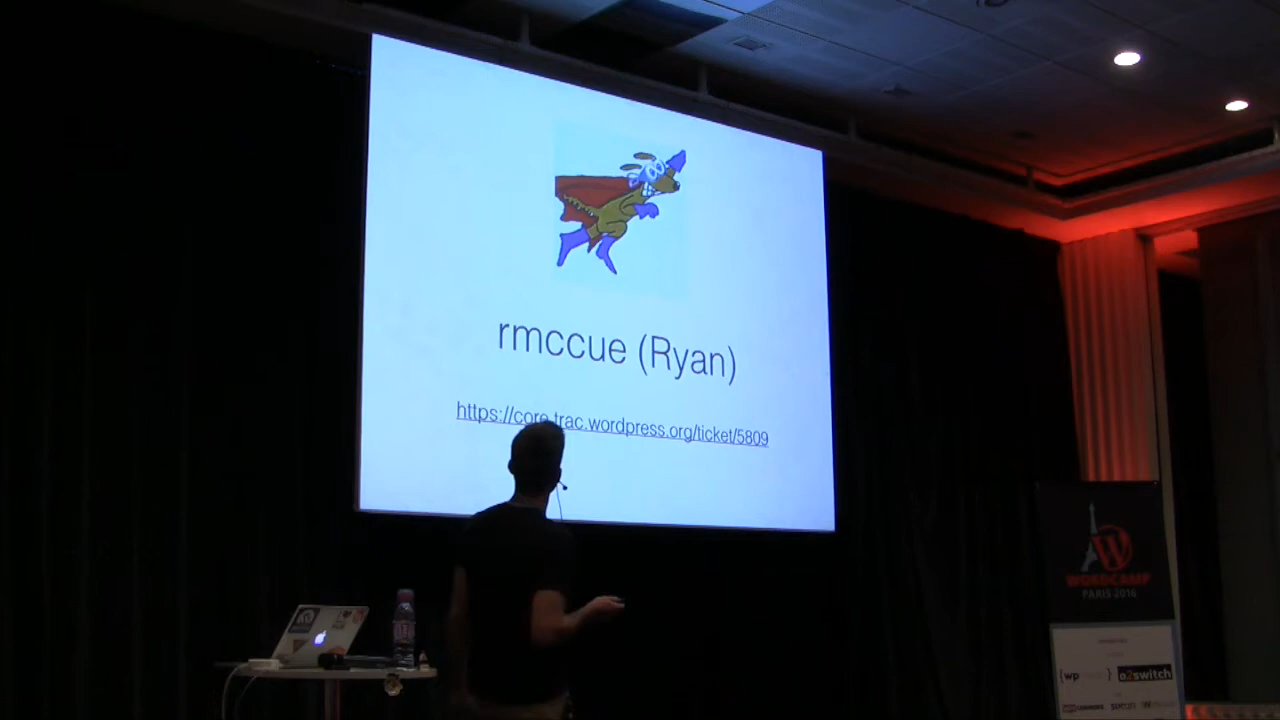 rmccue (Ryan)
https://core.trac.wordpress.org/ticket/5809
W
WORDCAMP
PARIS 2016
o2switch